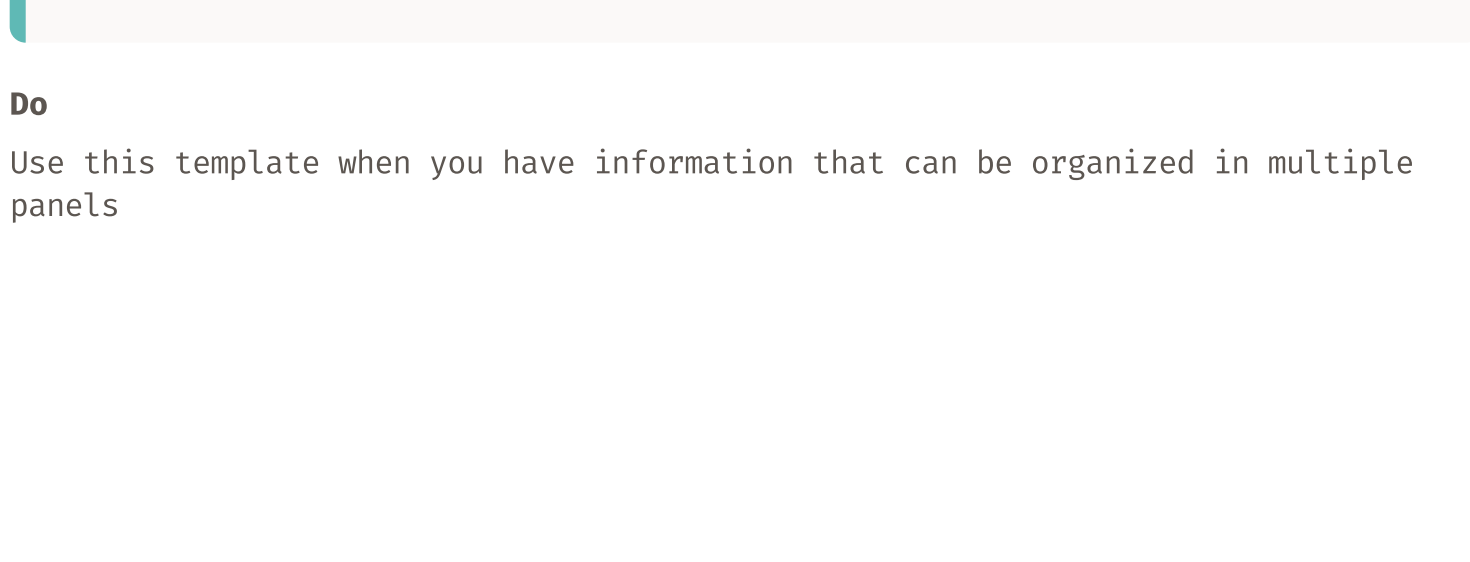 Do
Use this template when you have information that can be organized in multiple
panels